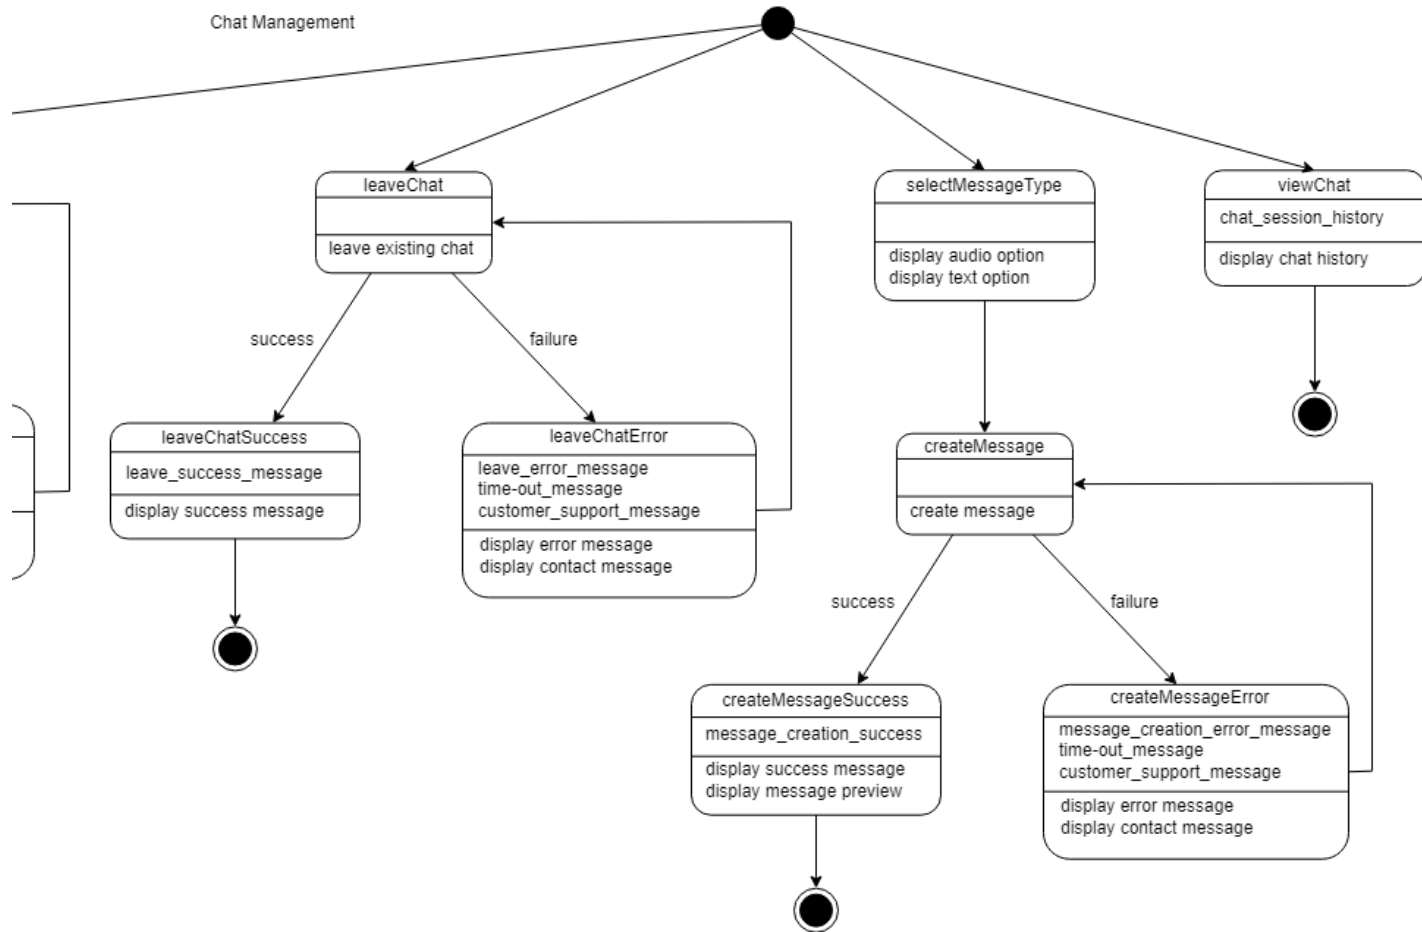 Chat Management
leaveChat
leave existing chat
selectMessageType
display audio option
display text option
viewChat
chat_session_history
display chat history
success
failure
leaveChatSuccess
leave_success_message
display success message
leaveChatError
leave_error_message
time-out_message
customer_support_message
display error message
display contact message
createMessage
create message
success
failure
createMessageSuccess
message_creation_success
display success message
display message preview
createMessageError
message_creation_error_message
time-out_message
customer_support_message
display error message
display contact message